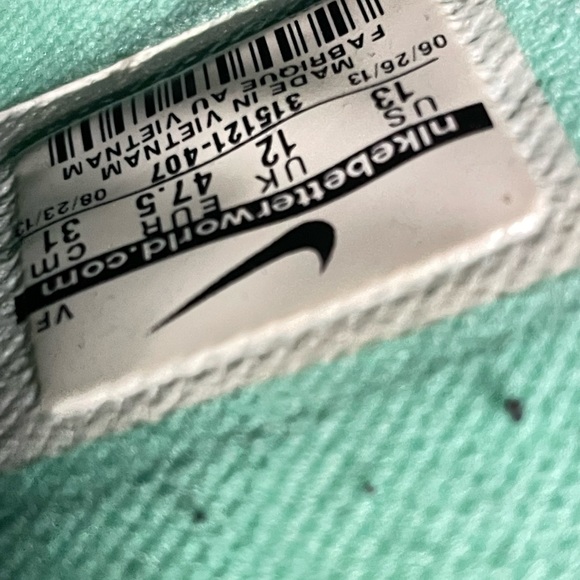 nikebetterworld.com VF
US UK EUR cm
13 12 47.5 31
06/26/13 315121-407 08/23/13
MADE IN VIETNAM
FABRIQUE AU VIETNAM